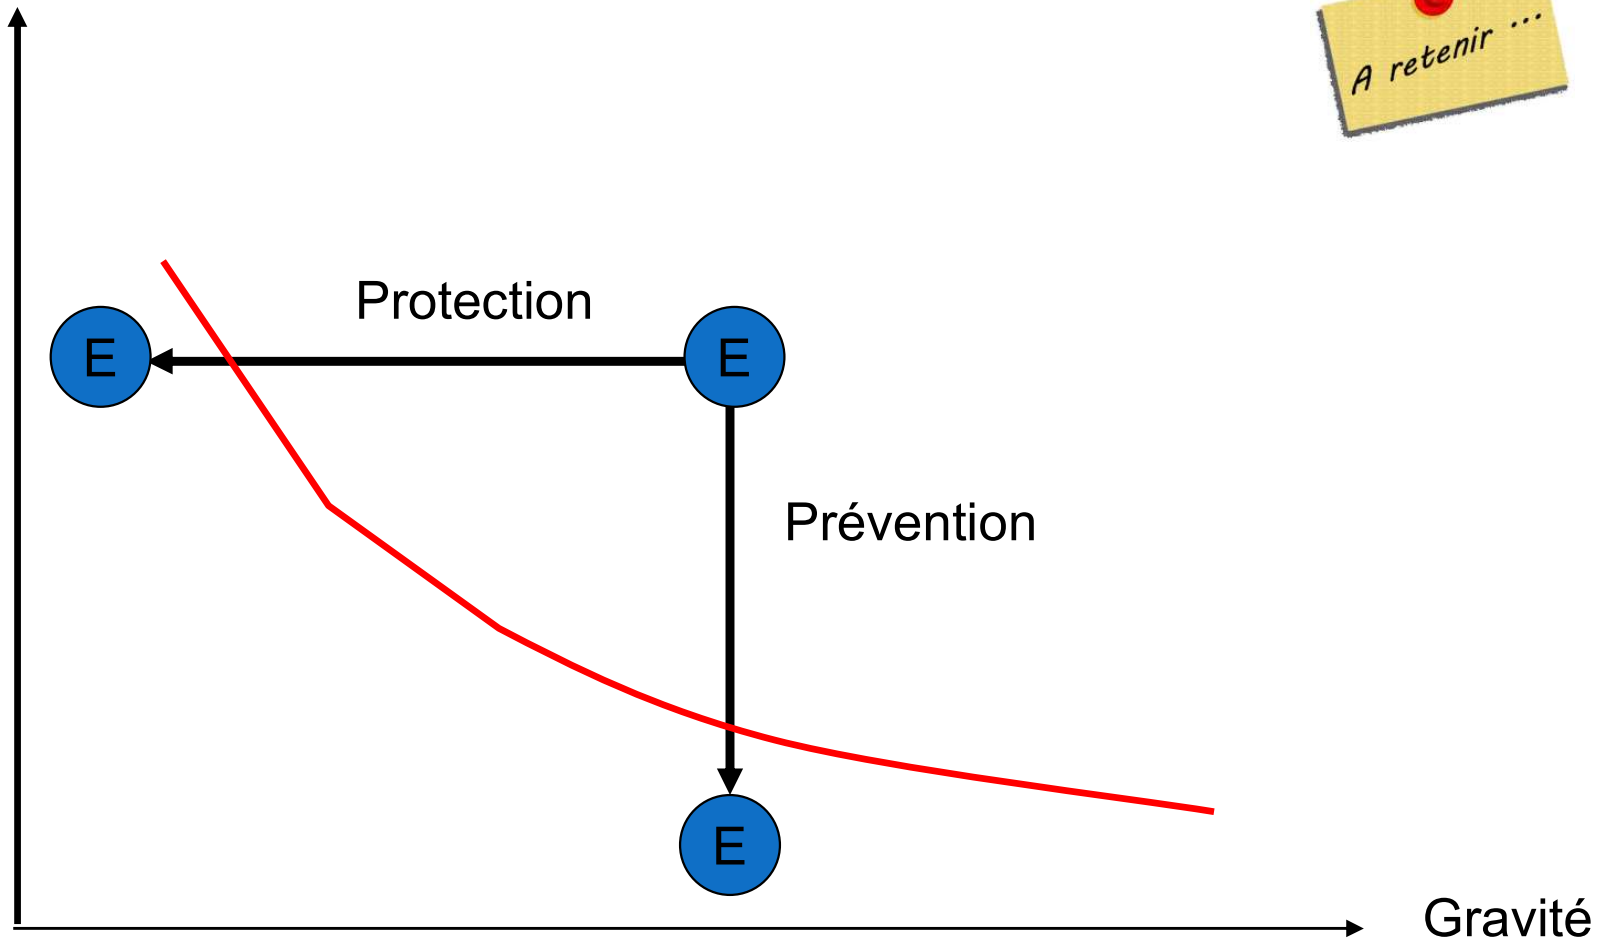 A retenir ...
Protection
E
E
Prévention
E
Gravité